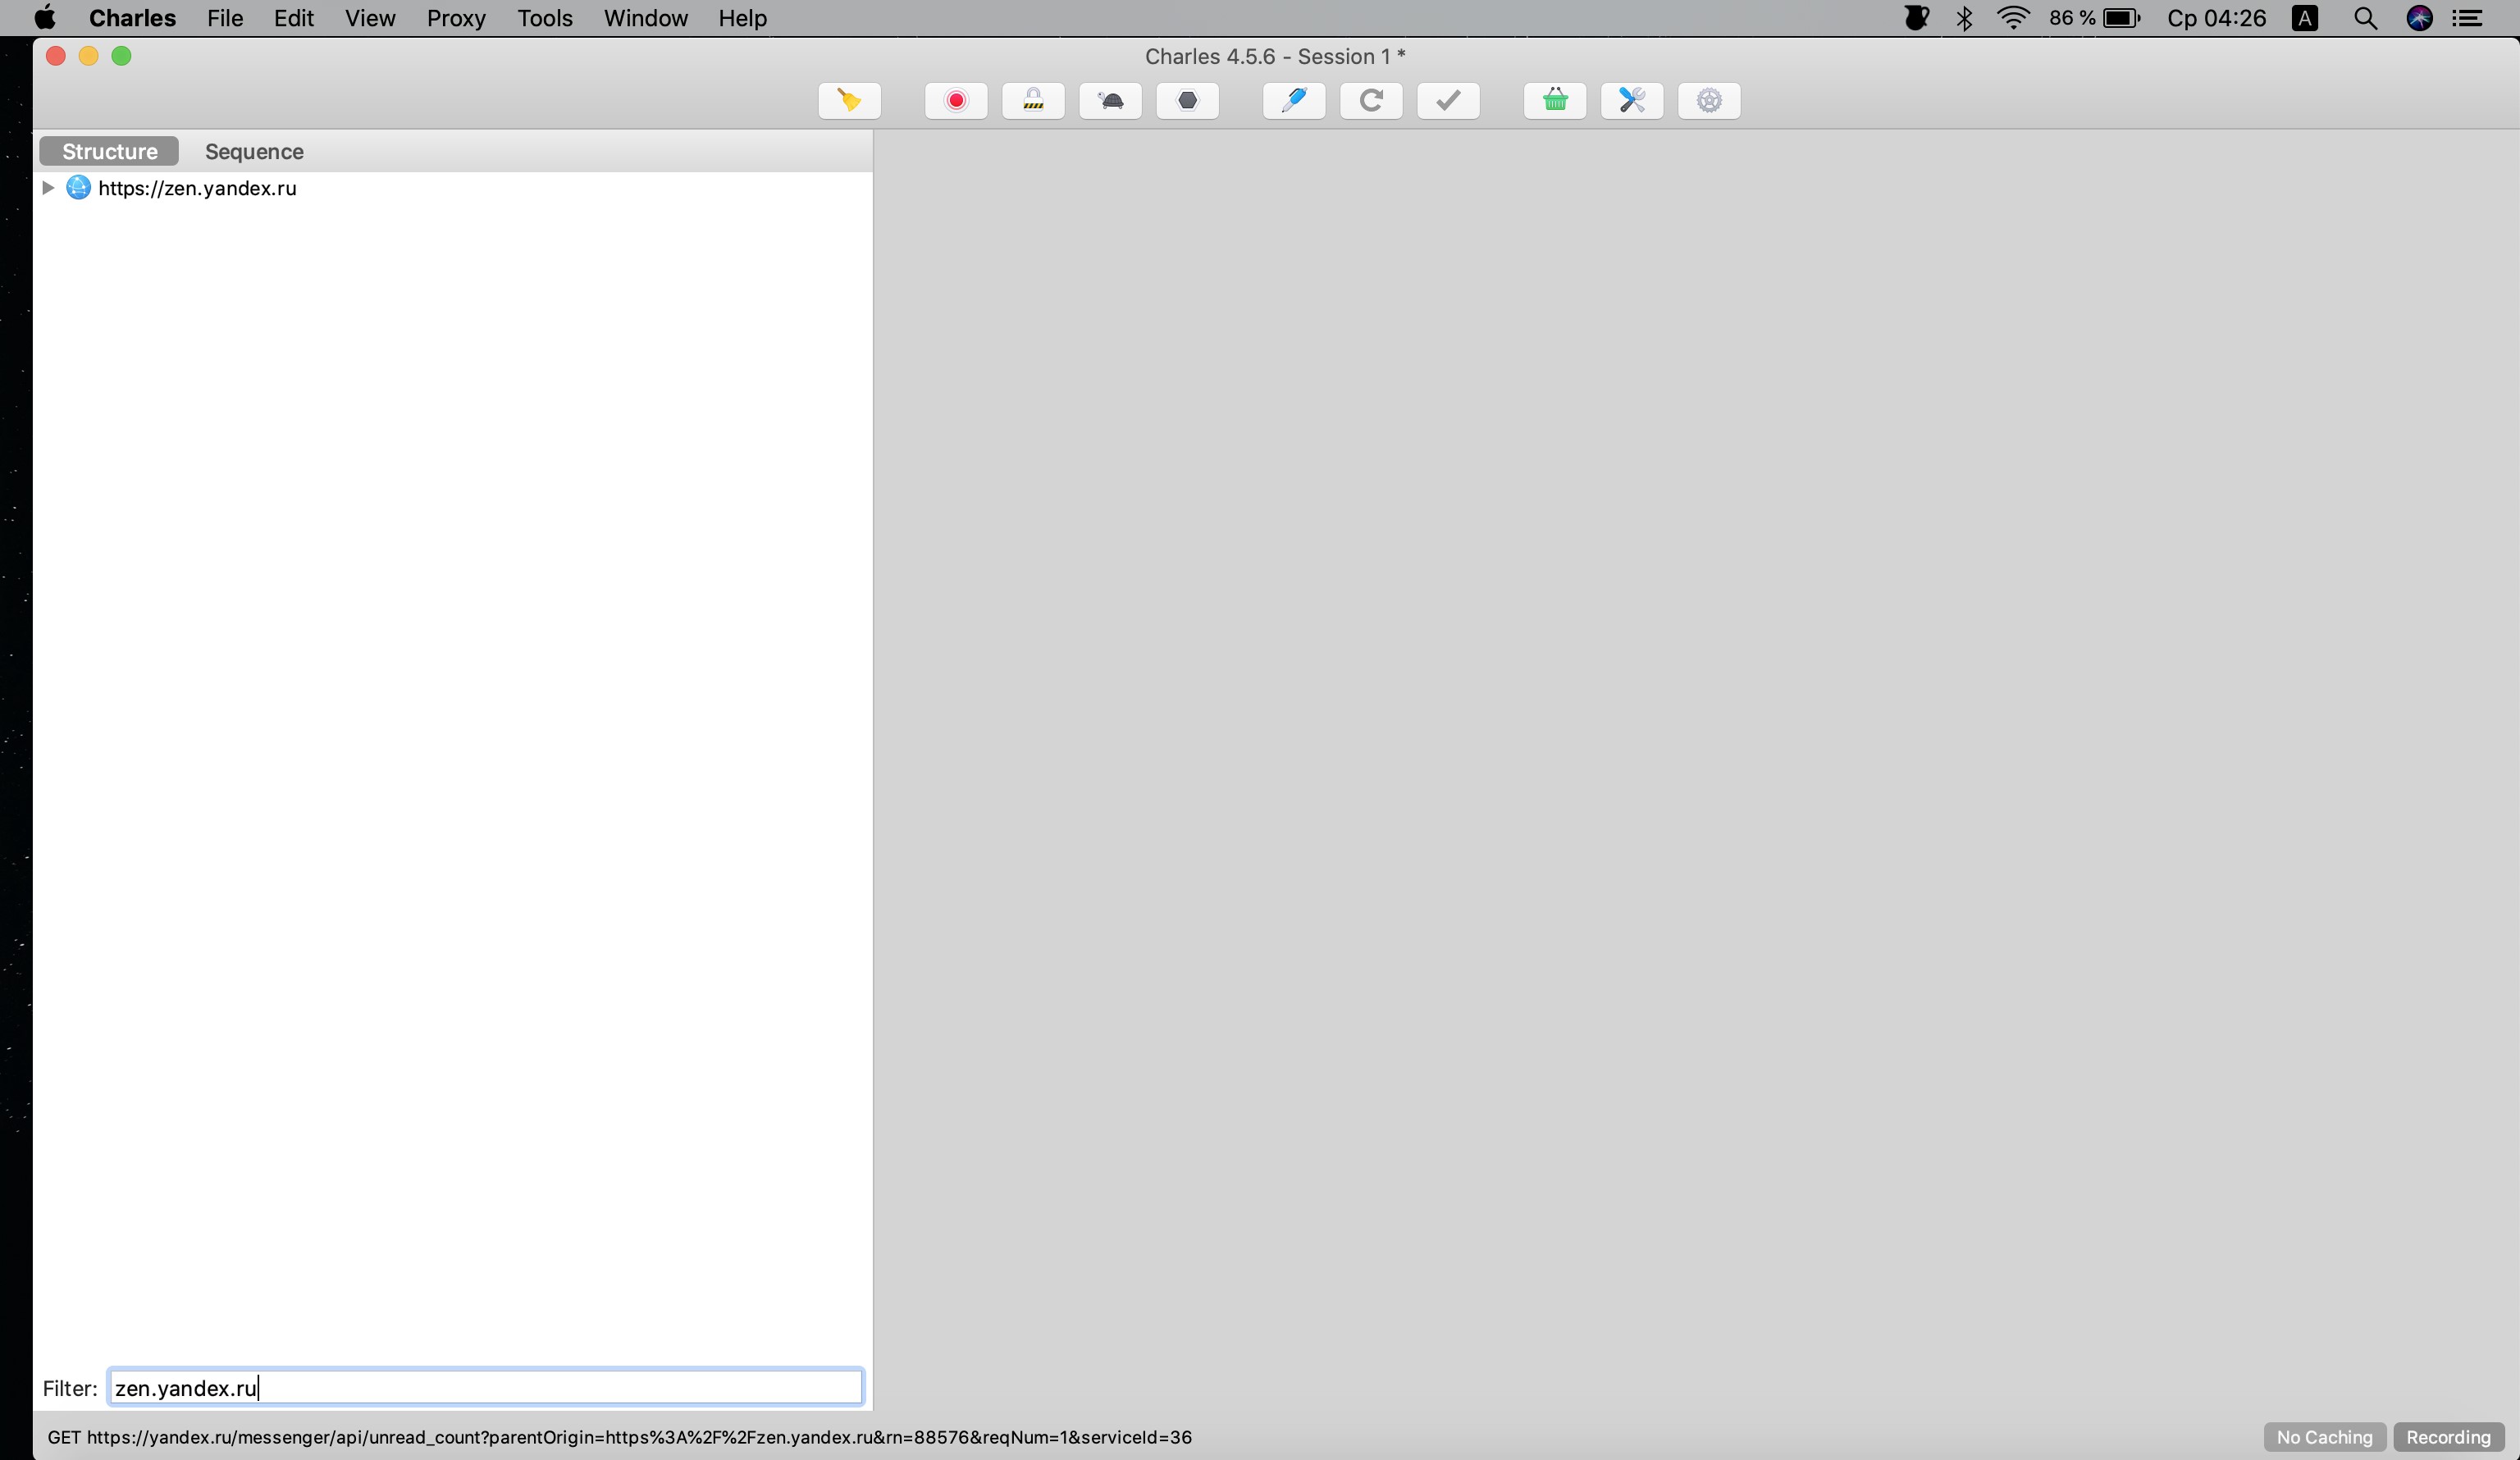 Charles File Edit View Proxy Tools Window Help 86 % Ср 04:26 A
Charles 4.5.6 - Session 1 *
Structure Sequence
https://zen.yandex.ru
Filter: zen.yandex.ru
GET https://yandex.ru/messenger/api/unread_count?parentOrigin=https%3A%2F%2Fzen.yandex.ru&rn=88576&reqNum=1&serviceId=36 No Caching Recording